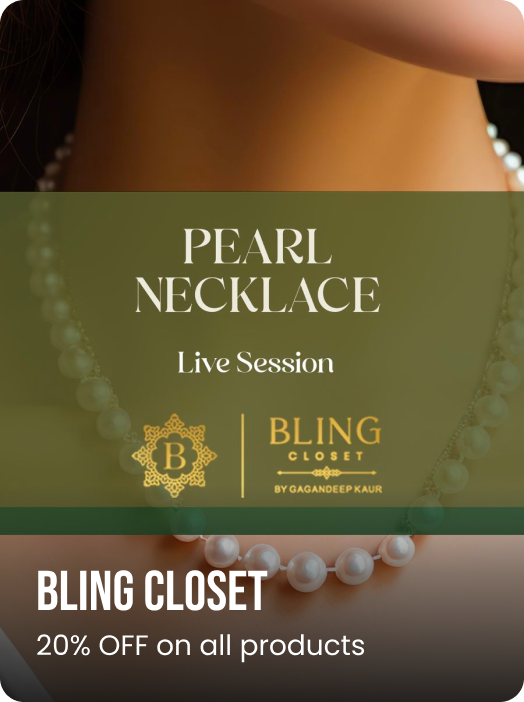 PEARL
NECKLACE
Live Session
B
BLING
CLOSET
BY GAGANDEEP KAUR
BLING CLOSET
20% OFF on all products